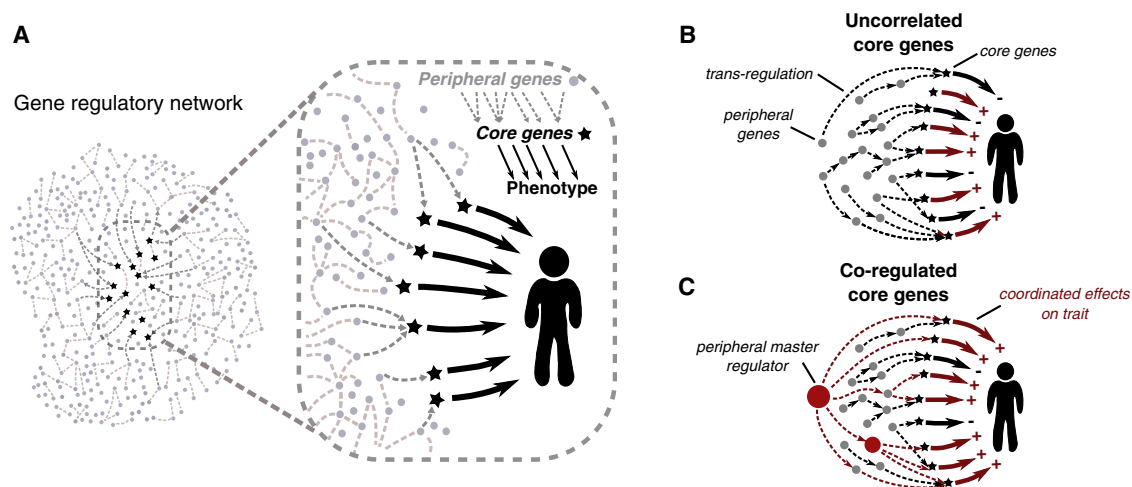 A
Gene regulatory network
Peripheral genes
Core genes
Phenotype
B
Uncorrelated
core genes
core genes
trans-regulation
peripheral
genes
-
+
-
+
+
-
+
-
+
C
Co-regulated
core genes
coordinated effects
on trait
peripheral master
regulator
+
+
-
+
+
-
+
+
+